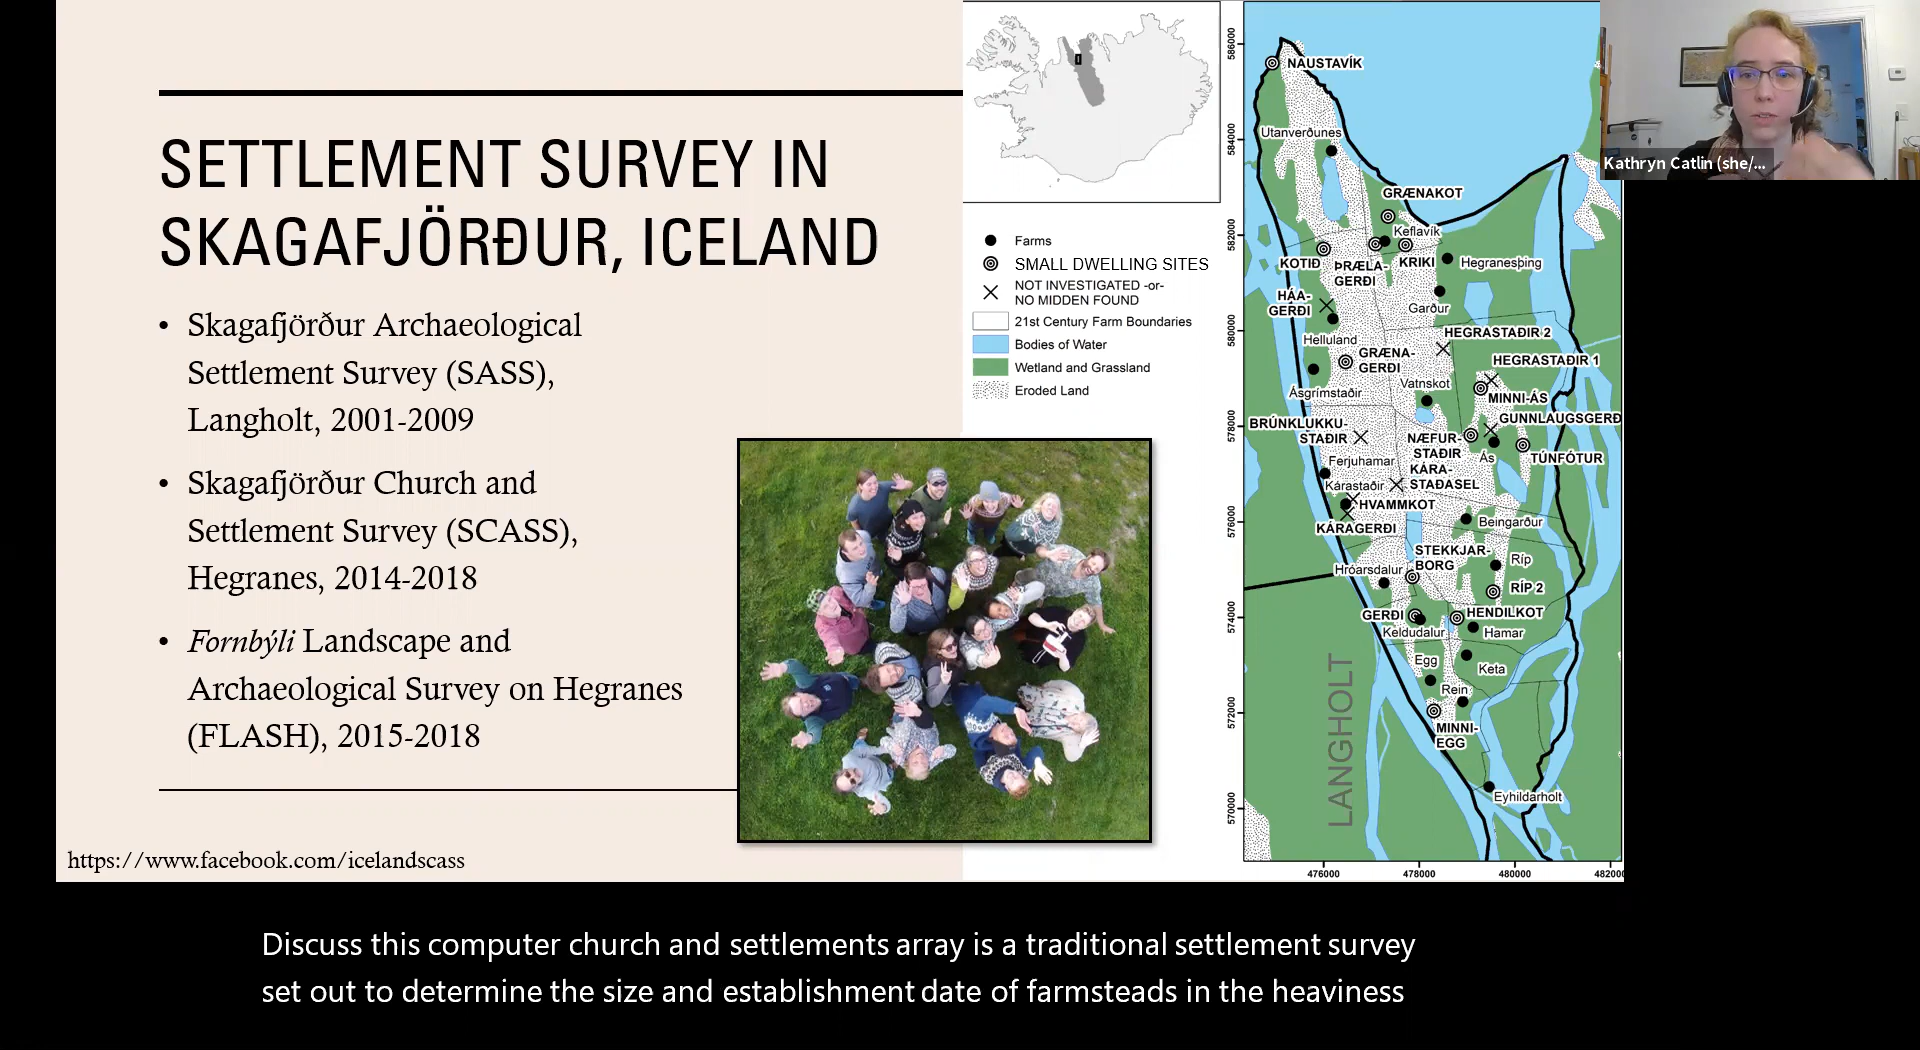 SETTLEMENT SURVEY IN
SKAGAFJÖRÐUR, ICELAND
• Skagafjörður Archaeological
Settlement Survey (SASS),
Langholt, 2001-2009
• Skagafjörður Church and
Settlement Survey (SCASS),
Hegranes, 2014-2018
• Fornbýli Landscape and
Archaeological Survey on Hegranes
(FLASH), 2015-2018
https://www.facebook.com/icelandscass
Farms
SMALL DWELLING SITES
NOT INVESTIGATED -or-
NO MIDDEN FOUND
21st Century Farm Boundaries
Bodies of Water
Wetland and Grassland
Eroded Land
586000
584000
582000
580000
578000
576000
574000
572000
570000
NAUSTAVÍK
Utanverðunes
GRÆNAKOT
Keflavík
KOTIÐ
ÞRÆLA-
GERÐI
KRIKI
Hegranesþing
HÁA-
GERÐI
Garður
HEGRASTAÐIR 2
Helluland
GRÆNA-
GERÐI
HEGRASTAÐIR 1
Ásgrímstaðir
Vatnskot
MINNI-ÁS
GUNNLAUGSGERÐ
BRÚNKLUKKU-
STAÐIR
NÆFUR-
STAÐIR
Ás
TÚNFÓTUR
Ferjuhamar
KÁRA-
STAÐASEL
Kárastaðir
HVAMMKOT
KÁRAGERÐI
Beingarður
STEKKJAR-
BORG
Hróarsdalur
Ríp
RÍP 2
GERÐI
HENDILKOT
Keldudalur
Hamar
Egg
Keta
Rein
MINNI-
EGG
Eyhildarholt
LANGHOLT
476000
478000
480000
482000
Kathryn Catlin (she/...
Discuss this computer church and settlements array is a traditional settlement survey
set out to determine the size and establishment date of farmsteads in the heaviness